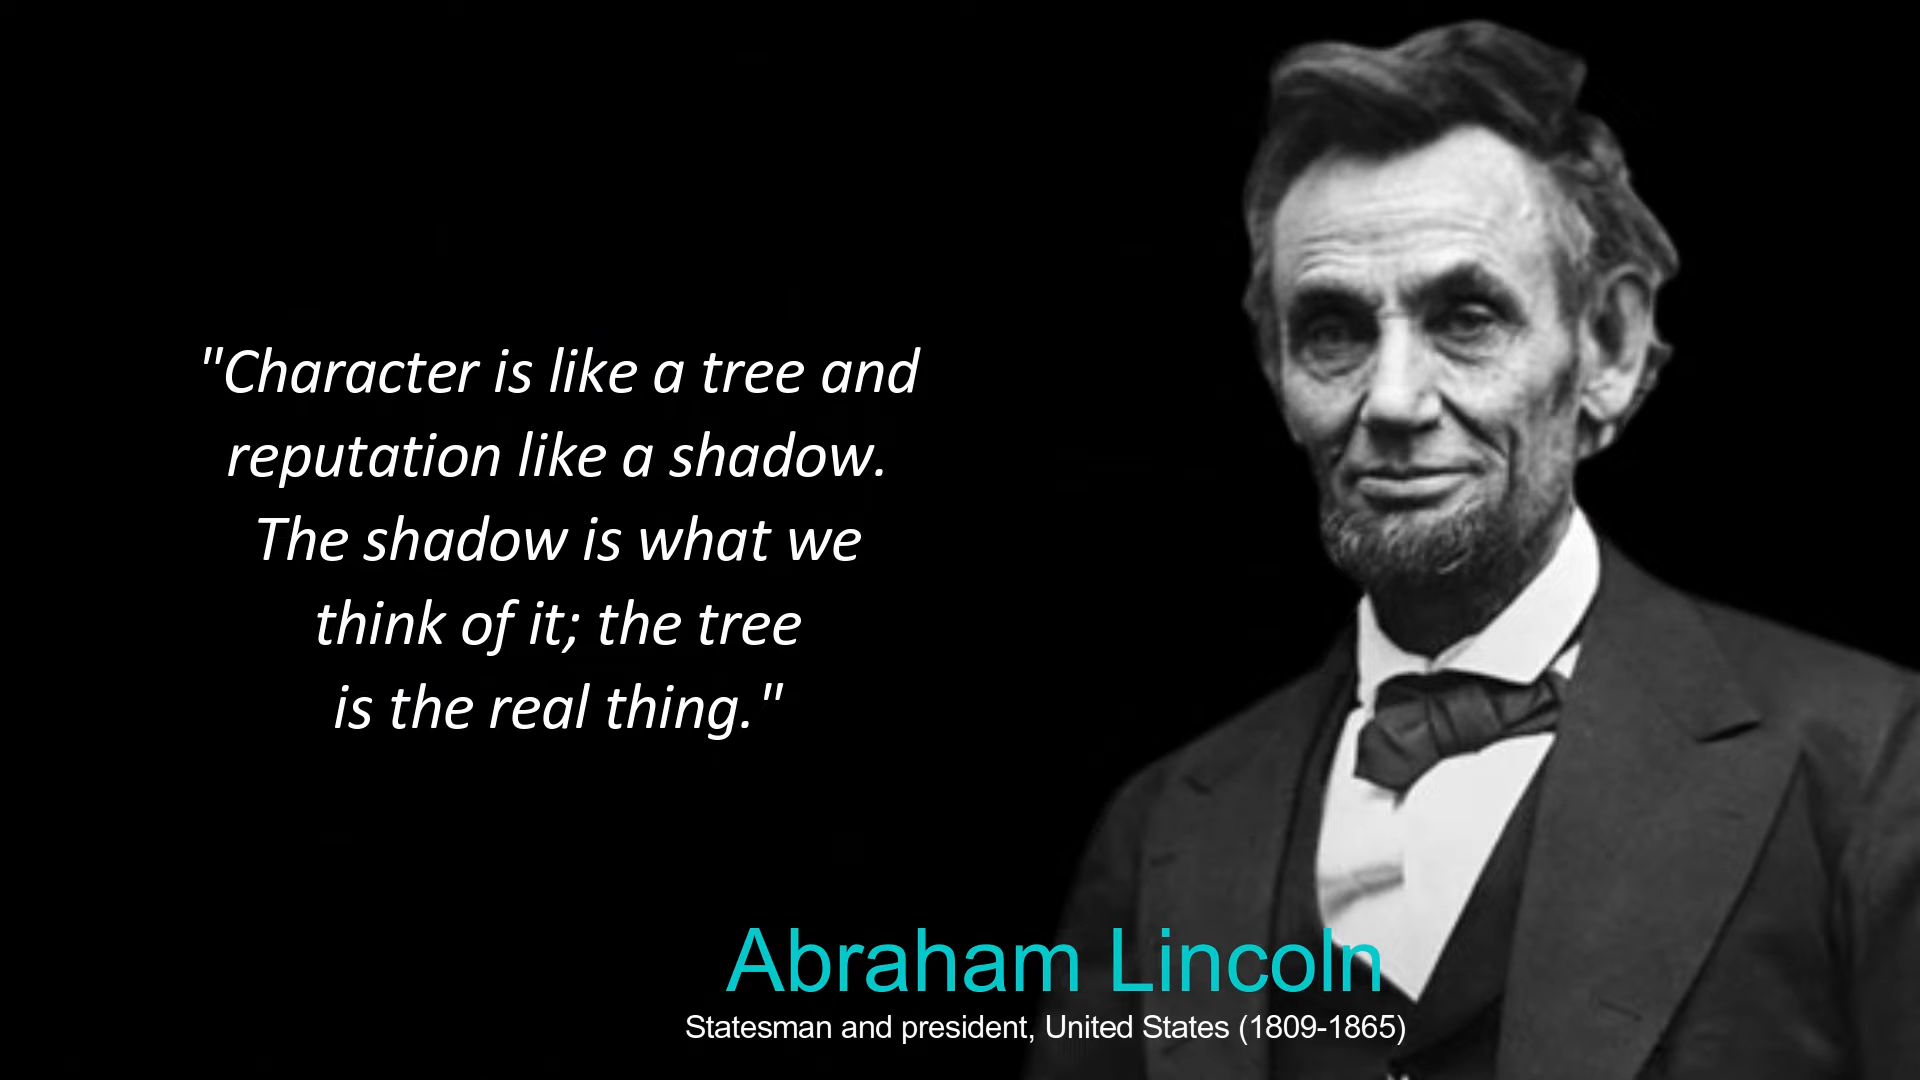 "Character is like a tree and
reputation like a shadow.
The shadow is what we
think of it; the tree
is the real thing."
Abraham Lincoln
Statesman and president, United States (1809-1865)